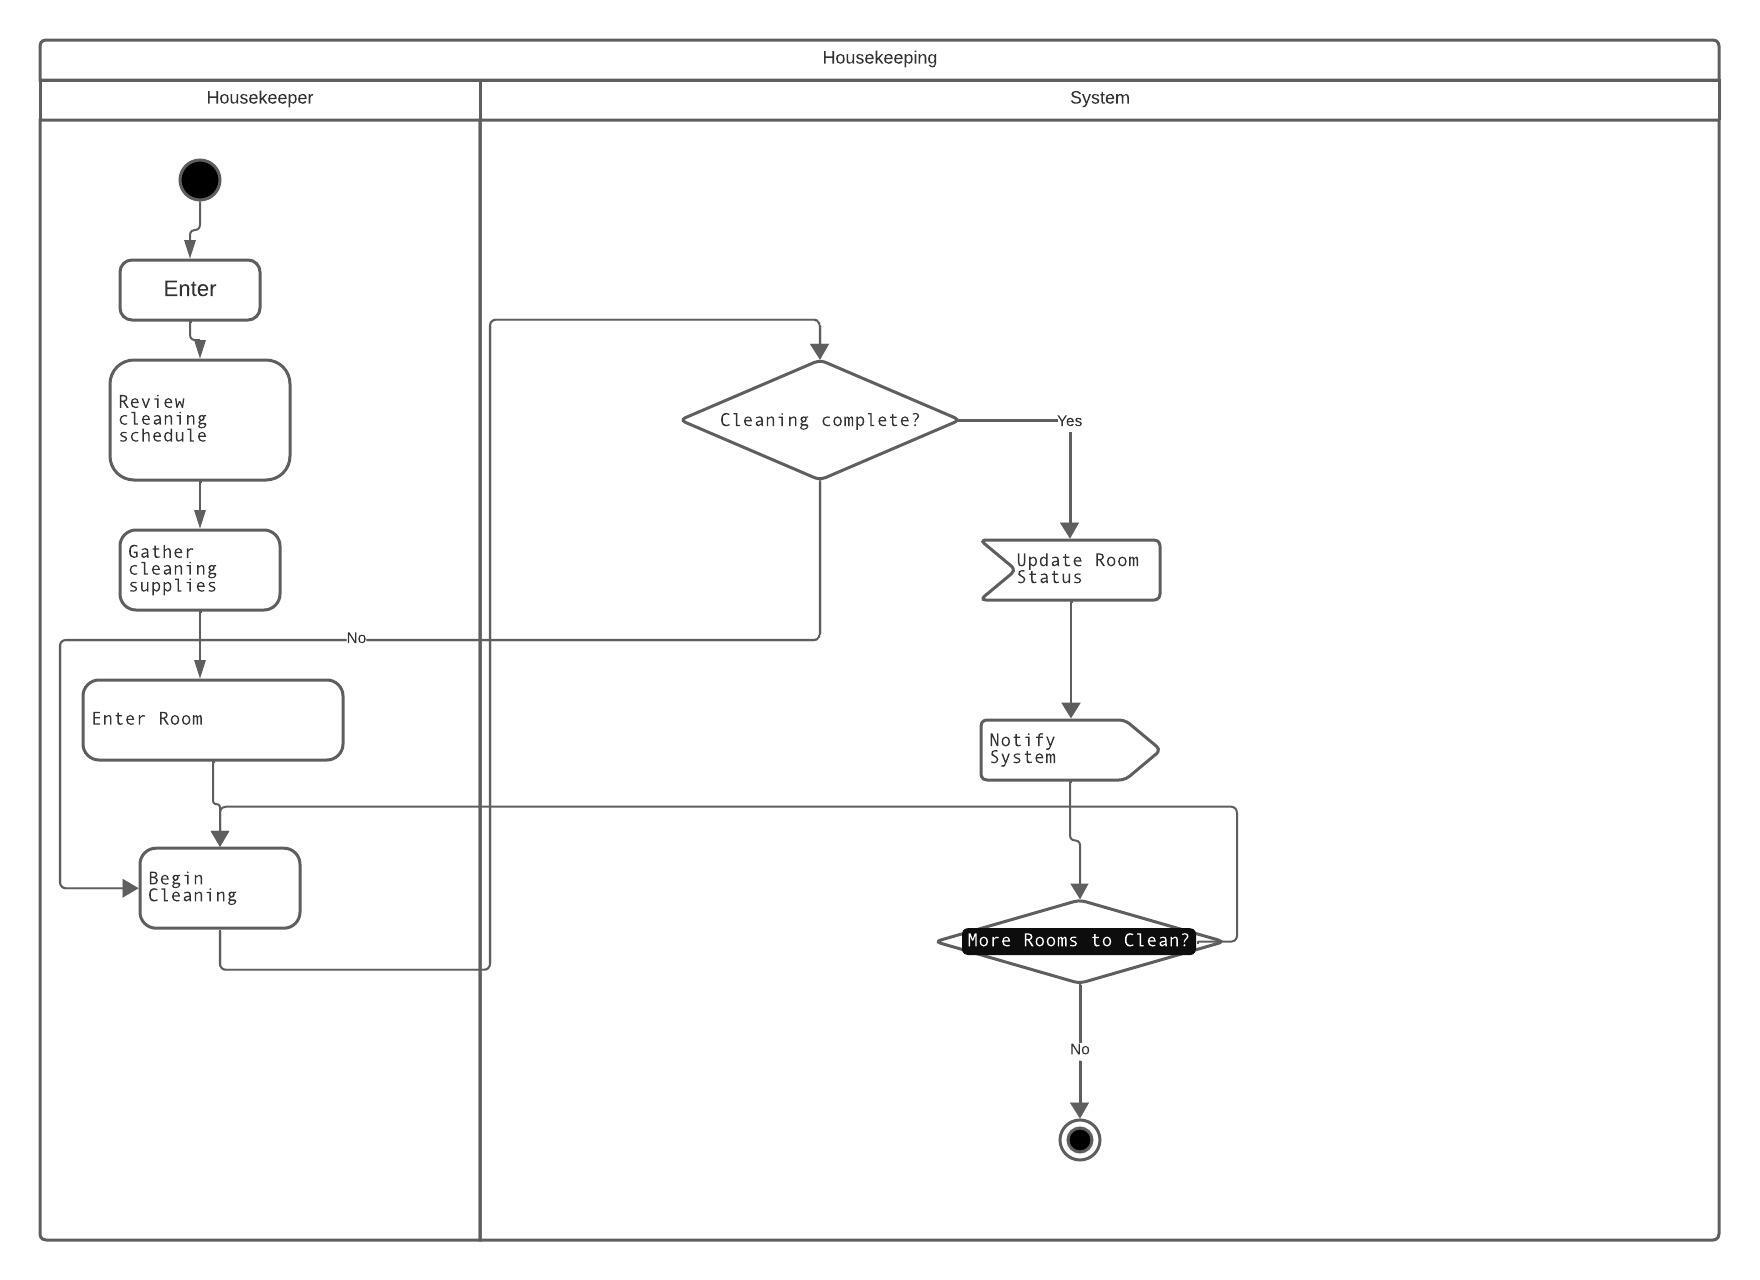 Housekeeping
Housekeeper
System
Enter
Review
cleaning
schedule
Cleaning complete?
Yes
Gather
cleaning
supplies
Update Room
Status
No
Enter Room
Notify
System
Begin
Cleaning
More Rooms to Clean?
No